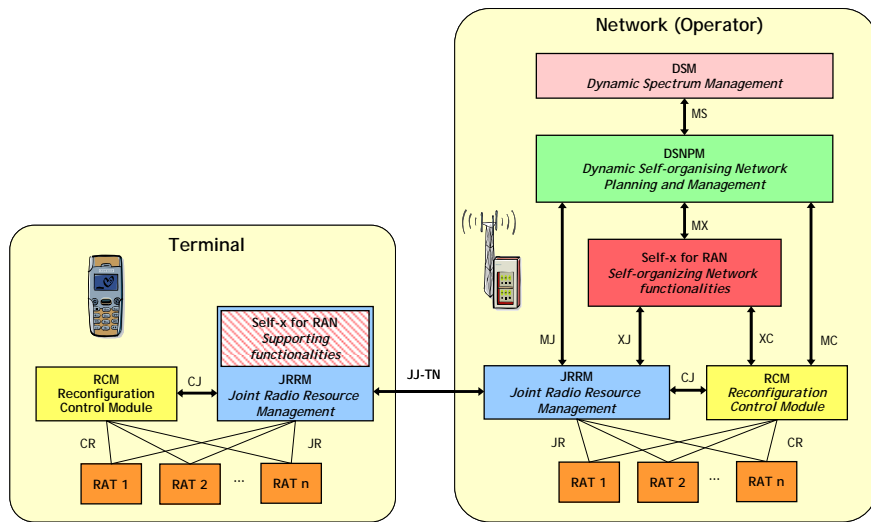 Network (Operator)
DSM
Dynamic Spectrum Management
MS
DSNPM
Dynamic Self-organising Network
Planning and Management
MX
Self-x for RAN
Self-organizing Network
functionalities
MJ
XJ
XC
MC
JRRM
Joint Radio Resource
Management
CJ
RCM
Reconfiguration
Control Module
JR
CR
RAT 1
RAT 2
...
RAT n
JJ-TN
Terminal
Self-x for RAN
Supporting
functionalities
RCM
Reconfiguration
Control Module
CJ
JRRM
Joint Radio Resource
Management
CR
JR
RAT 1
RAT 2
...
RAT n